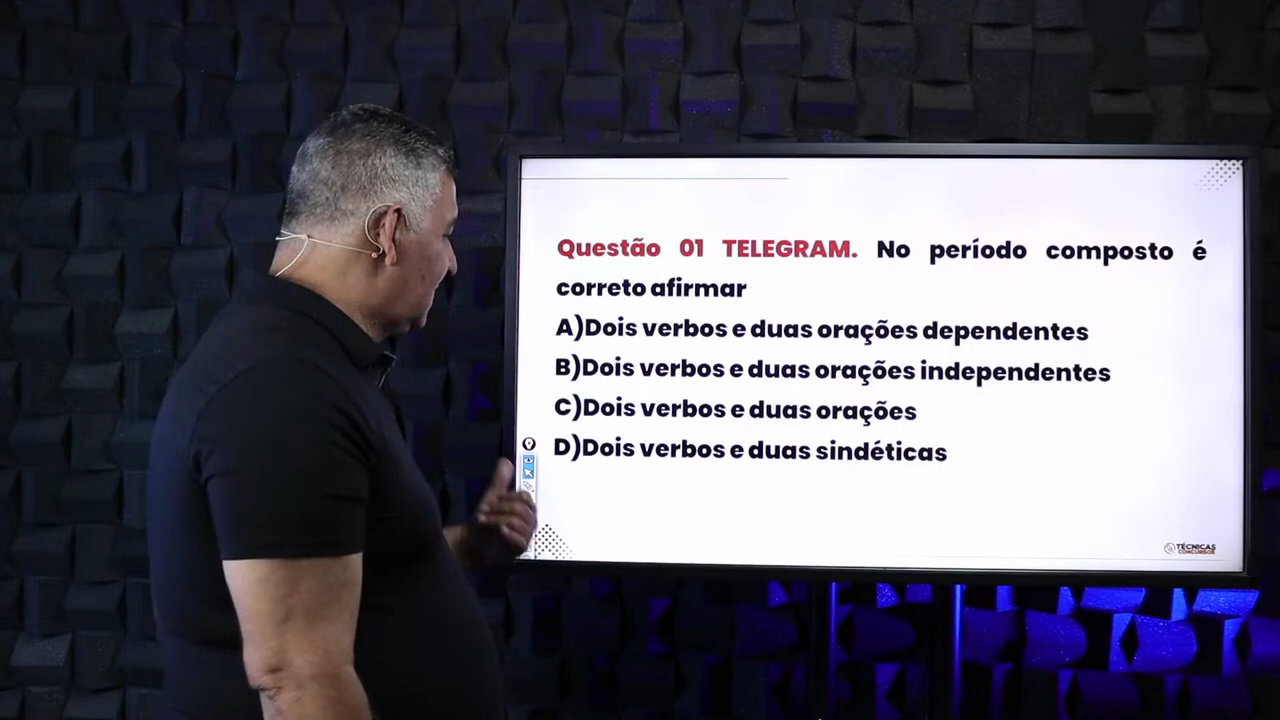 Questão 01 TELEGRAM. No período composto é
correto afirmar
A)Dois verbos e duas orações dependentes
B)Dois verbos e duas orações independentes
C)Dois verbos e duas orações
D)Dois verbos e duas sindéticas
TÉCNICAS
CONCURSOS